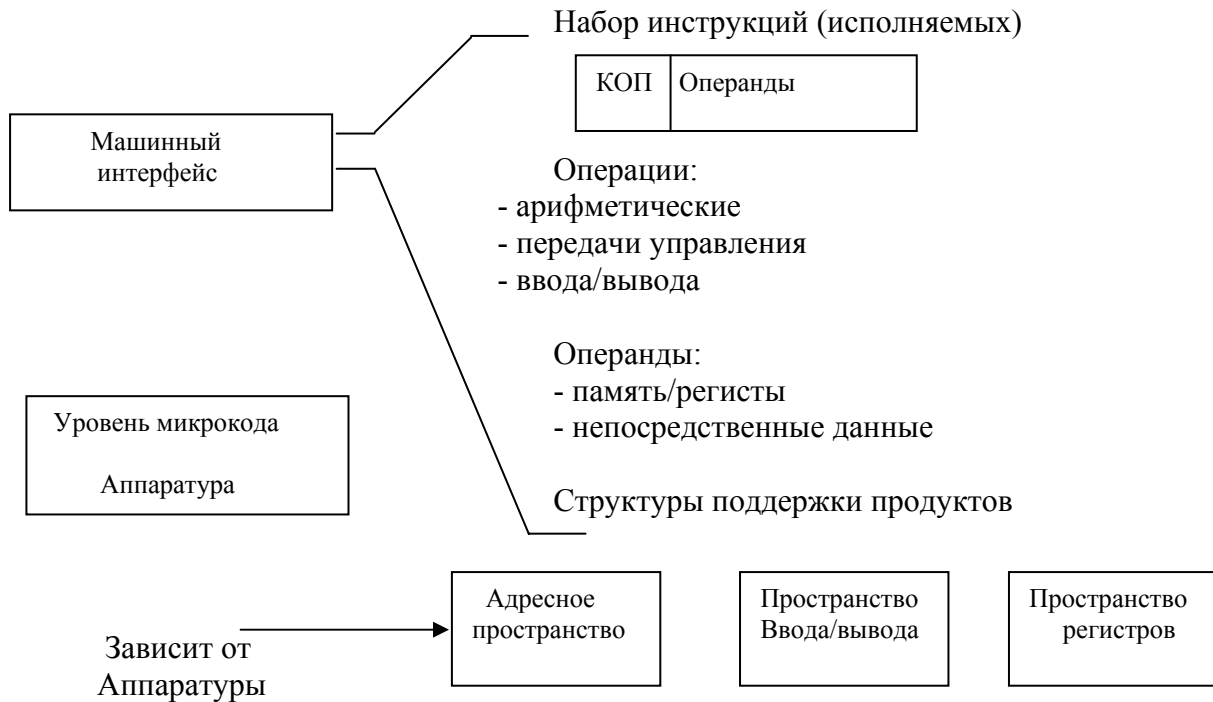 Набор инструкций (исполняемых)
КОП Операнды
Машинный
интерфейс
Операции:
- арифметические
- передачи управления
- ввода/вывода
Операнды:
- память/регисты
- непосредственные данные
Уровень микрокода
Аппаратура
Структуры поддержки продуктов
Адресное
пространство
Пространство
Ввода/вывода
Пространство
регистров
Зависит от
Аппаратуры